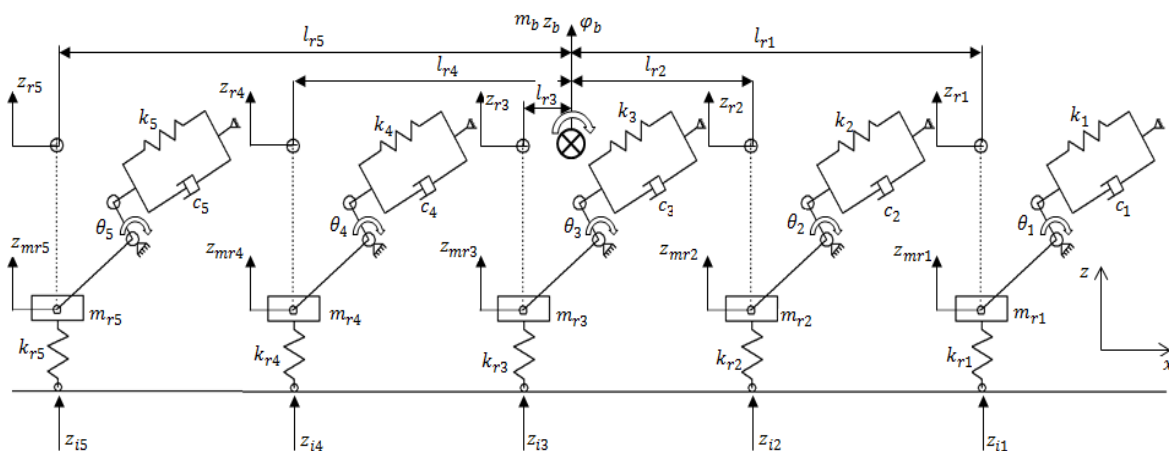 m_b z_b φ_b
l_{r5} l_{r1}
l_{r4} l_{r2}
z_{r5} z_{r4} z_{r3} l_{r3} z_{r2} z_{r1}
k_5 k_4 k_3 k_2 k_1
c_5 c_4 c_3 c_2 c_1
θ_5 θ_4 θ_3 θ_2 θ_1
z_{mr5} z_{mr4} z_{mr3} z_{mr2} z_{mr1} z
m_{r5} m_{r4} m_{r3} m_{r2} m_{r1}
k_{r5} k_{r4} k_{r3} k_{r2} k_{r1} x
z_{i5} z_{i4} z_{i3} z_{i2} z_{i1}